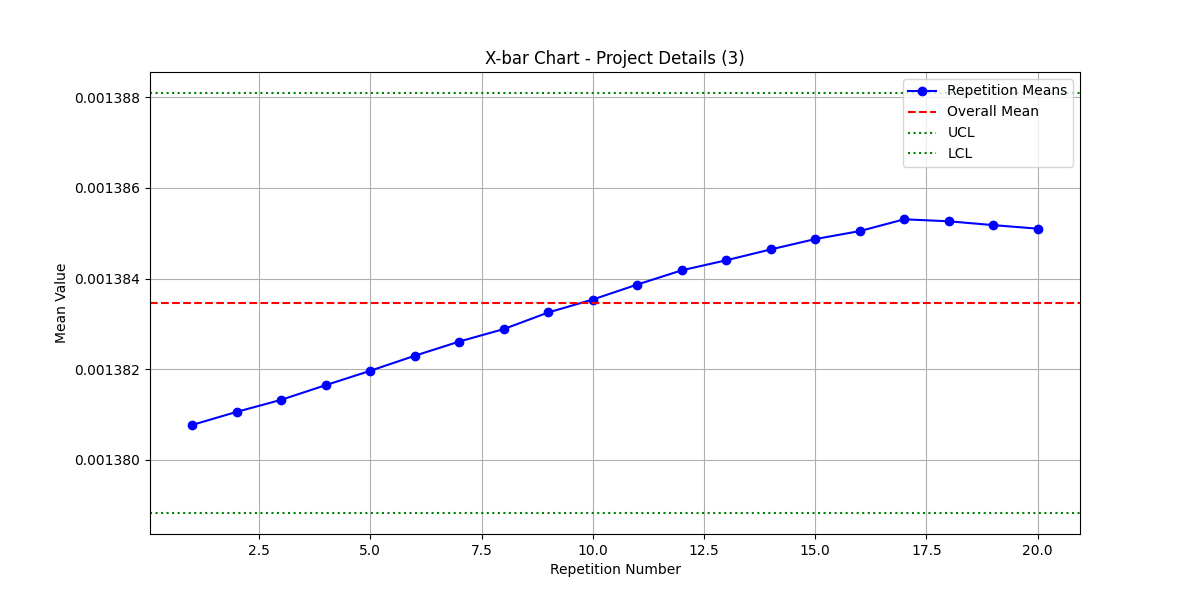 X-bar Chart - Project Details (3)
0.001388
0.001386
0.001384
0.001382
0.001380
Mean Value
Repetition Means
Overall Mean
UCL
LCL
2.5 5.0 7.5 10.0 12.5 15.0 17.5 20.0
Repetition Number